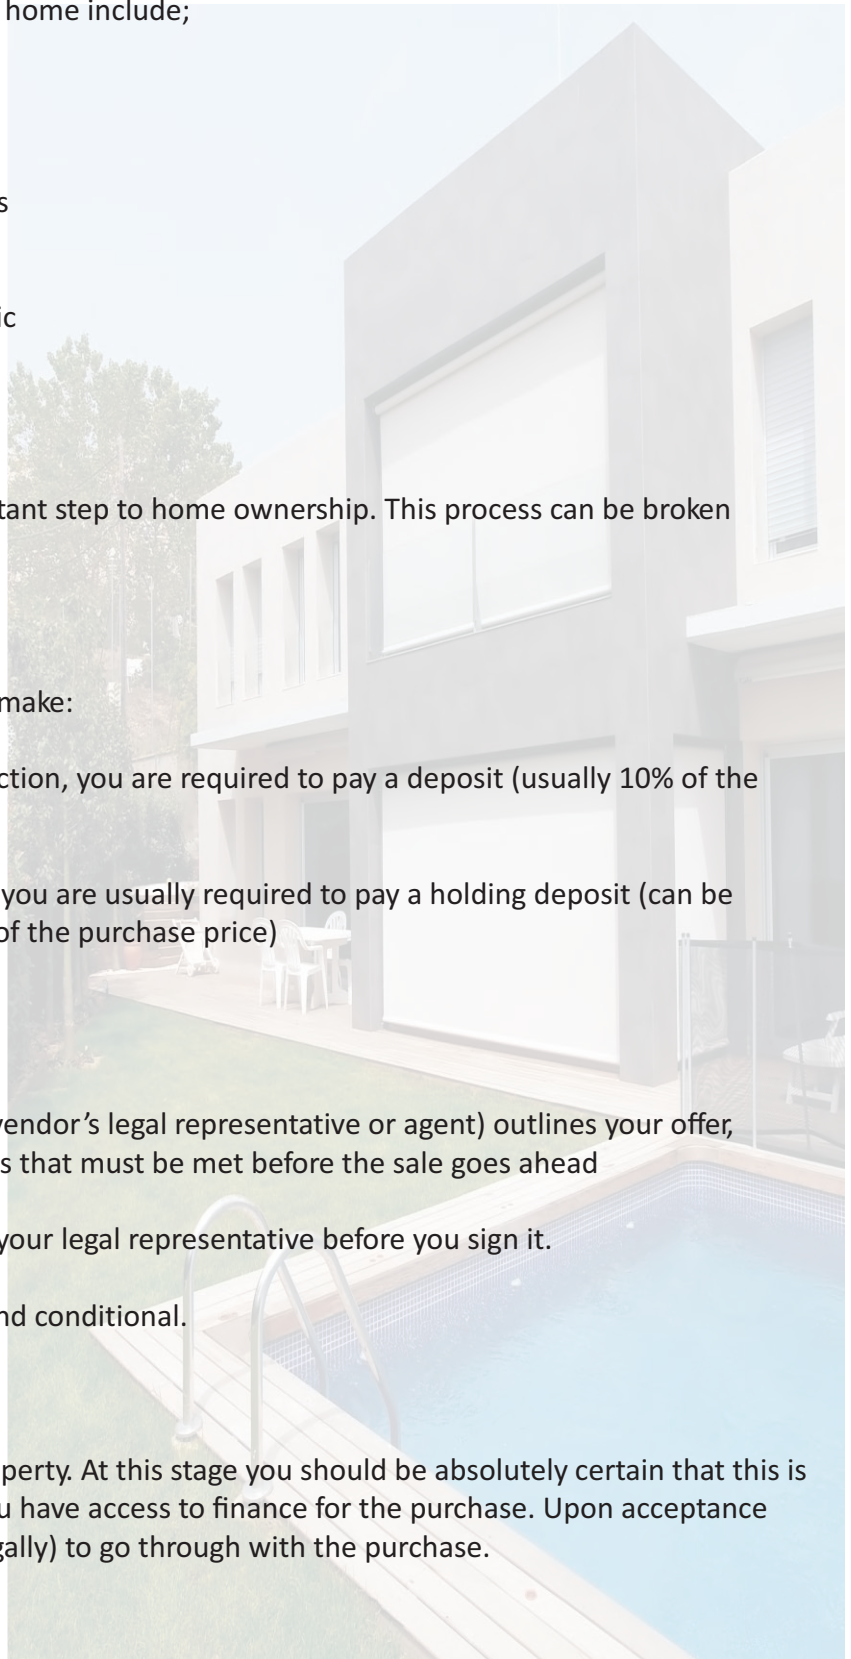 home include;
s
ic
tant step to home ownership. This process can be broken
make:
ction, you are required to pay a deposit (usually 10% of the
you are usually required to pay a holding deposit (can be
of the purchase price)
vendor’s legal representative or agent) outlines your offer,
s that must be met before the sale goes ahead
your legal representative before you sign it.
nd conditional.
perty. At this stage you should be absolutely certain that this is
u have access to finance for the purchase. Upon acceptance
gally) to go through with the purchase.